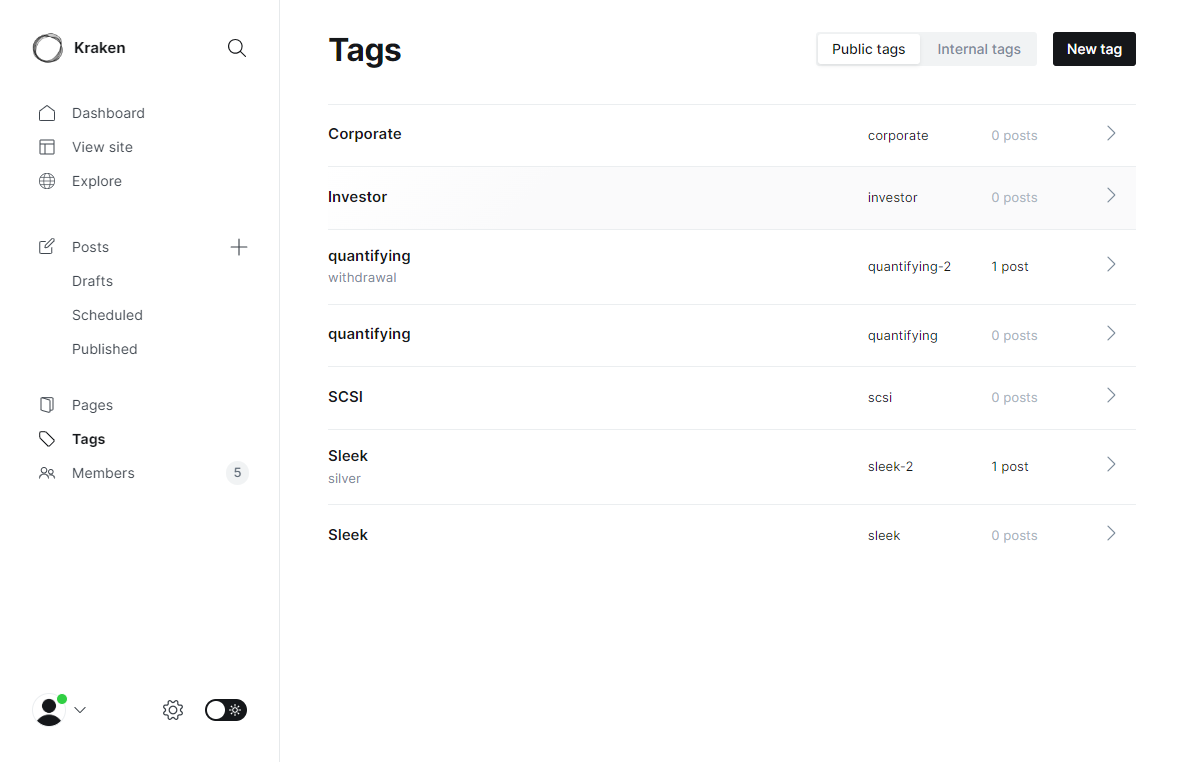 Kraken
Dashboard
View site
Explore
Posts
Drafts
Scheduled
Published
Pages
Tags
Members 5
Tags
Public tags Internal tags New tag
Corporate corporate 0 posts
Investor investor 0 posts
quantifying
withdrawal
quantifying-2 1 post
quantifying quantifying 0 posts
SCSI scsi 0 posts
Sleek
silver
sleek-2 1 post
Sleek sleek 0 posts